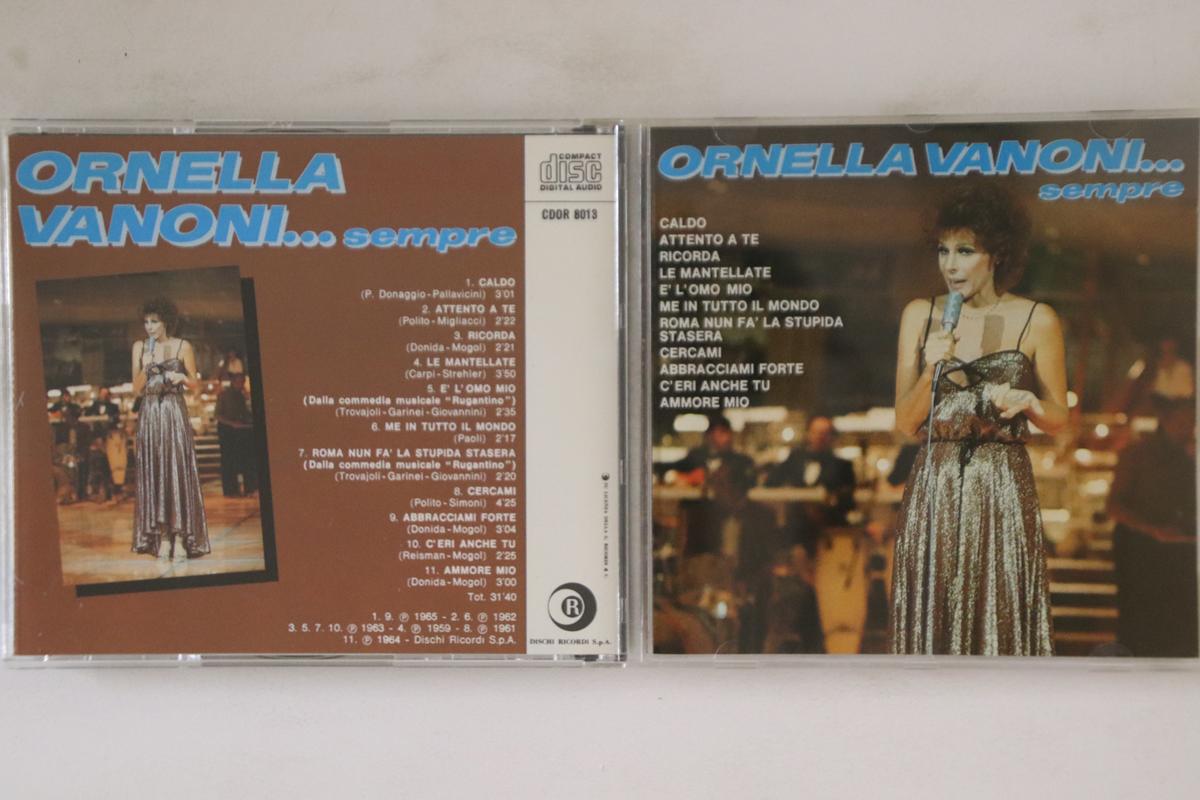 ORNELLA
VANONI... sempre
COMPACT
disc
DIGITAL AUDIO
CDOR 8013
1. CALDO
(P. Donaggio-Pallavicini) 3'01
2. ATTENTO A TE
(Polito-Migliacci) 2'22
3. RICORDA
(Donida-Mogol) 2'21
4. LE MANTELLATE
(Carpi-Strehler) 3'50
5. E' L'OMO MIO
(Dalla commedia musicale "Rugantino")
(Trovajoli-Garinei-Giovannini) 2'35
6. ME IN TUTTO IL MONDO
(Paoli) 2'17
7. ROMA NUN FA' LA STUPIDA STASERA
(Dalla commedia musicale "Rugantino")
(Trovajoli-Garinei-Giovannini) 2'20
8. CERCAMI
(Polito-Simoni) 4'25
9. ABBRACCIAMI FORTE
(Donida-Mogol) 3'04
10. C'ERI ANCHE TU
(Reisman-Mogol) 2'25
11. AMMORE MIO
(Donida-Mogol) 3'00
Tot. 31'40
1. 9. ℗ 1965 - 2. 6. ℗ 1962
3. 5. 7. 10. ℗ 1963 - 4. ℗ 1959 - 8. ℗ 1961
11. ℗ 1964 - Dischi Ricordi S.p.A.
R
DISCHI RICORDI S.p.A.
ORNELLA VANONI...
sempre
CALDO
ATTENTO A TE
RICORDA
LE MANTELLATE
E' L'OMO MIO
ME IN TUTTO IL MONDO
ROMA NUN FA' LA STUPIDA
STASERA
CERCAMI
ABBRACCIAMI FORTE
C'ERI ANCHE TU
AMMORE MIO